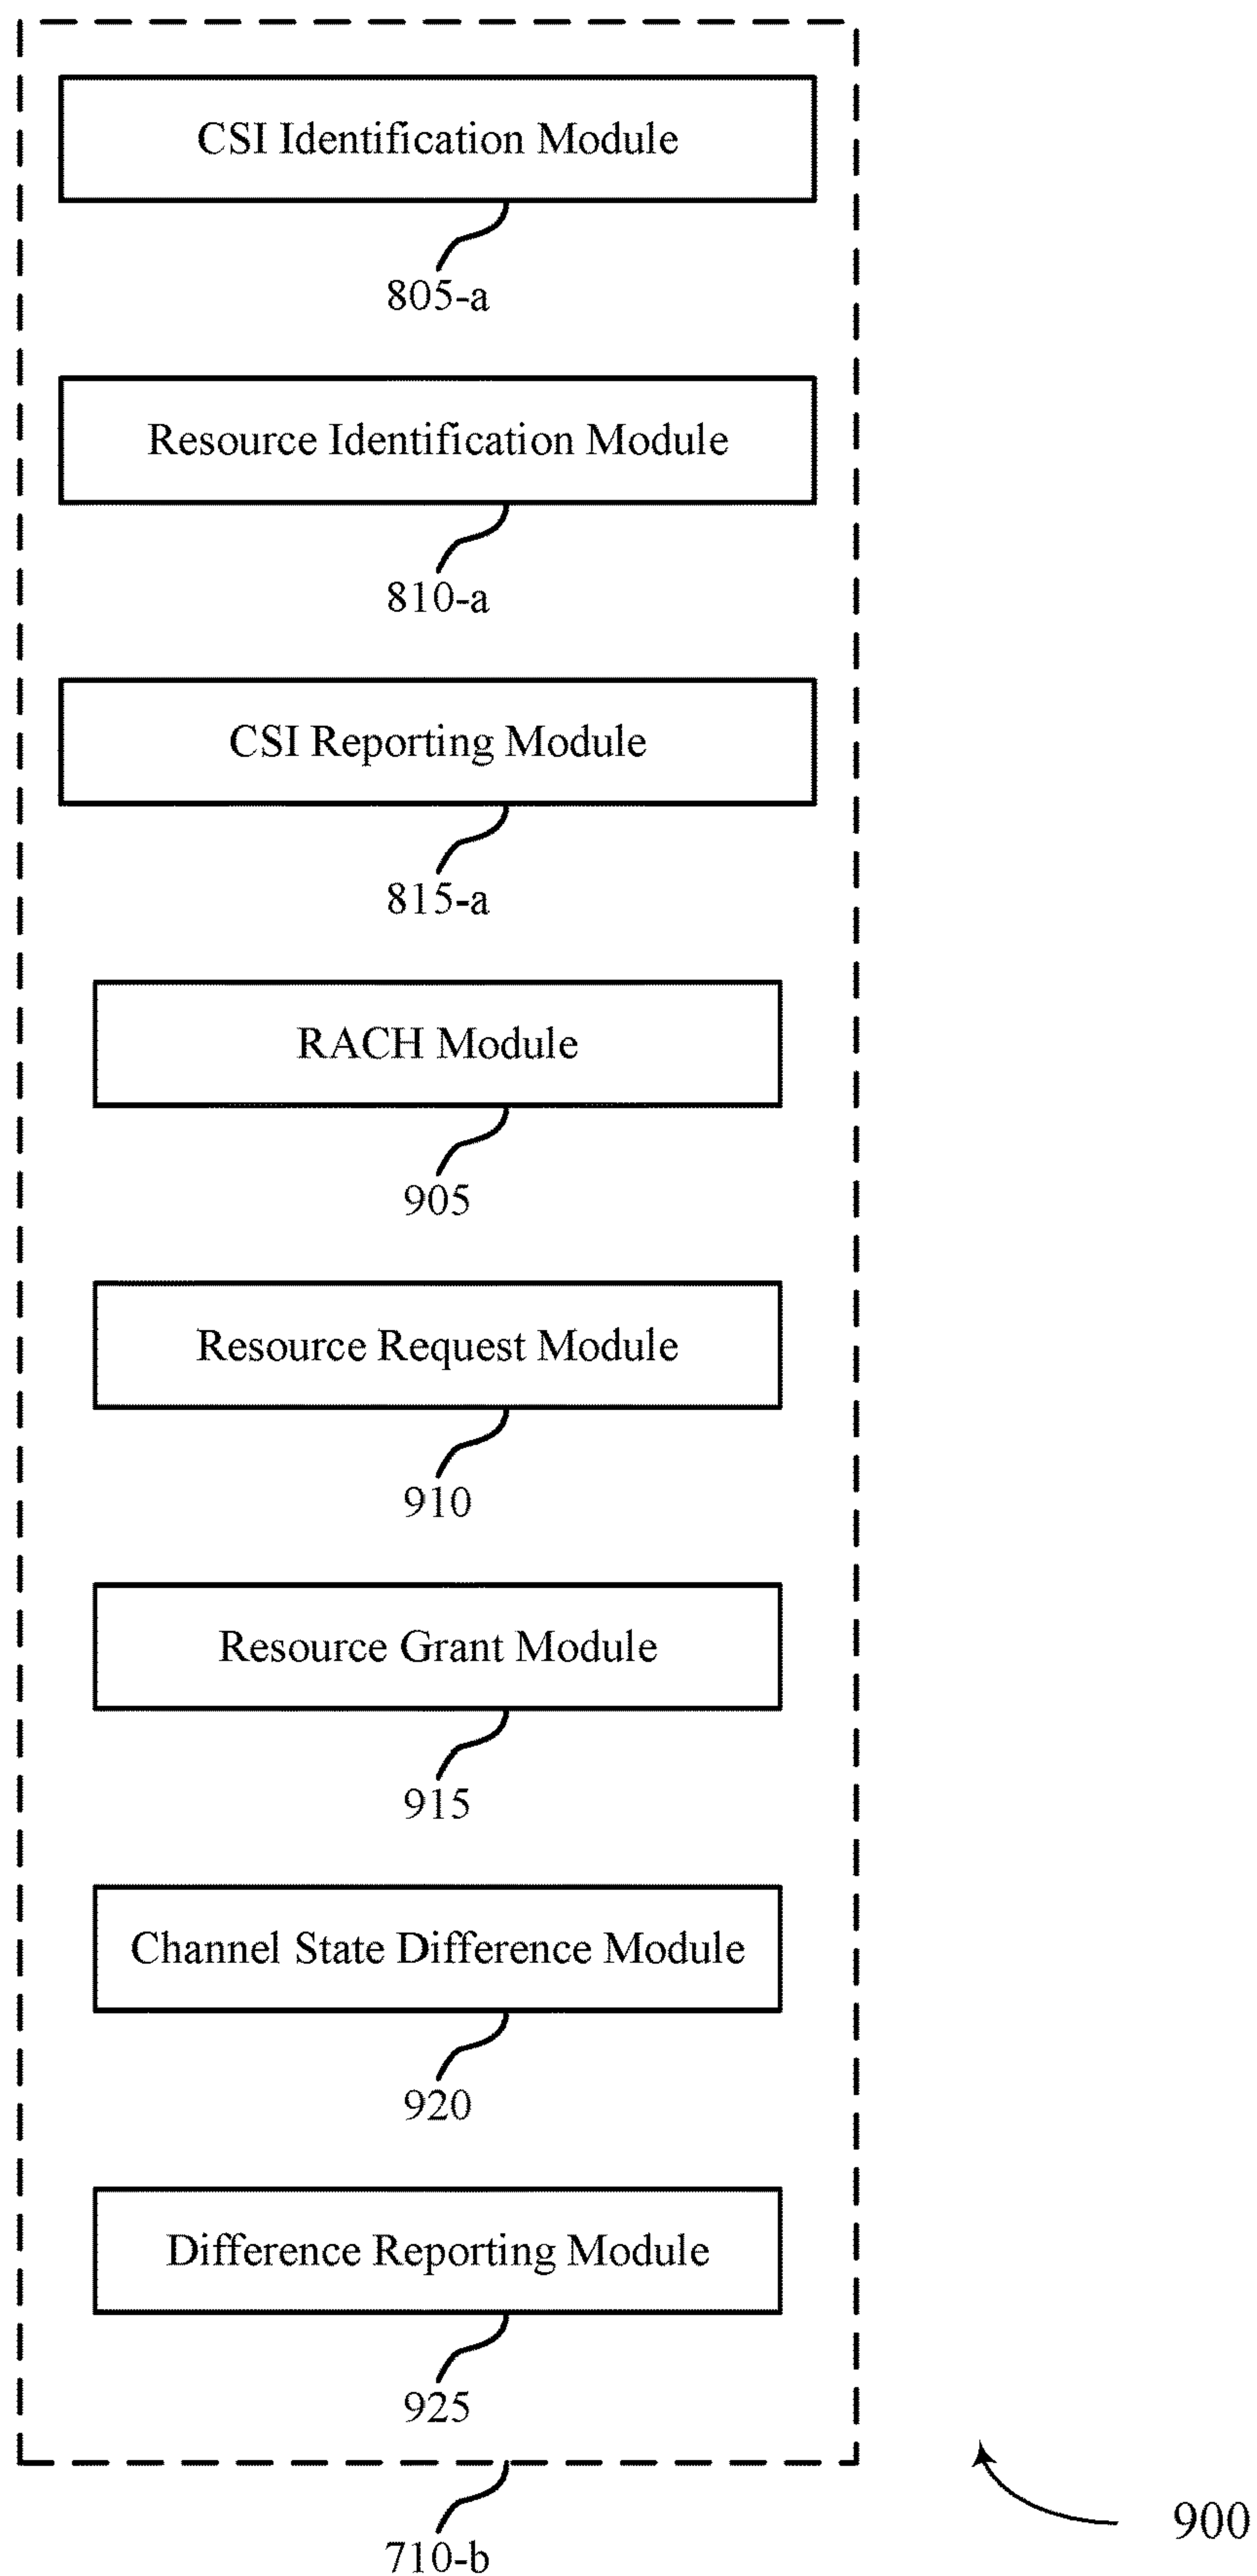 CSI Identification Module
805-a
Resource Identification Module
810-a
CSI Reporting Module
815-a
RACH Module
905
Resource Request Module
910
Resource Grant Module
915
Channel State Difference Module
920
Difference Reporting Module
925
710-b
900